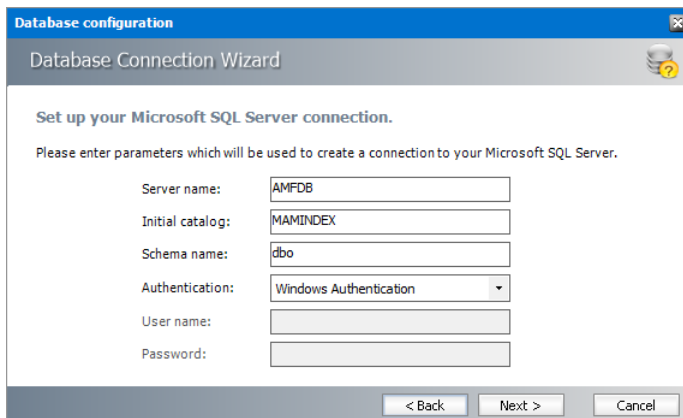 Database configuration
Database Connection Wizard
Set up your Microsoft SQL Server connection.
Please enter parameters which will be used to create a connection to your Microsoft SQL Server.
Server name: AMFDB
Initial catalog: MAMINDEX
Schema name: dbo
Authentication: Windows Authentication
User name:
Password:
< Back Next > Cancel